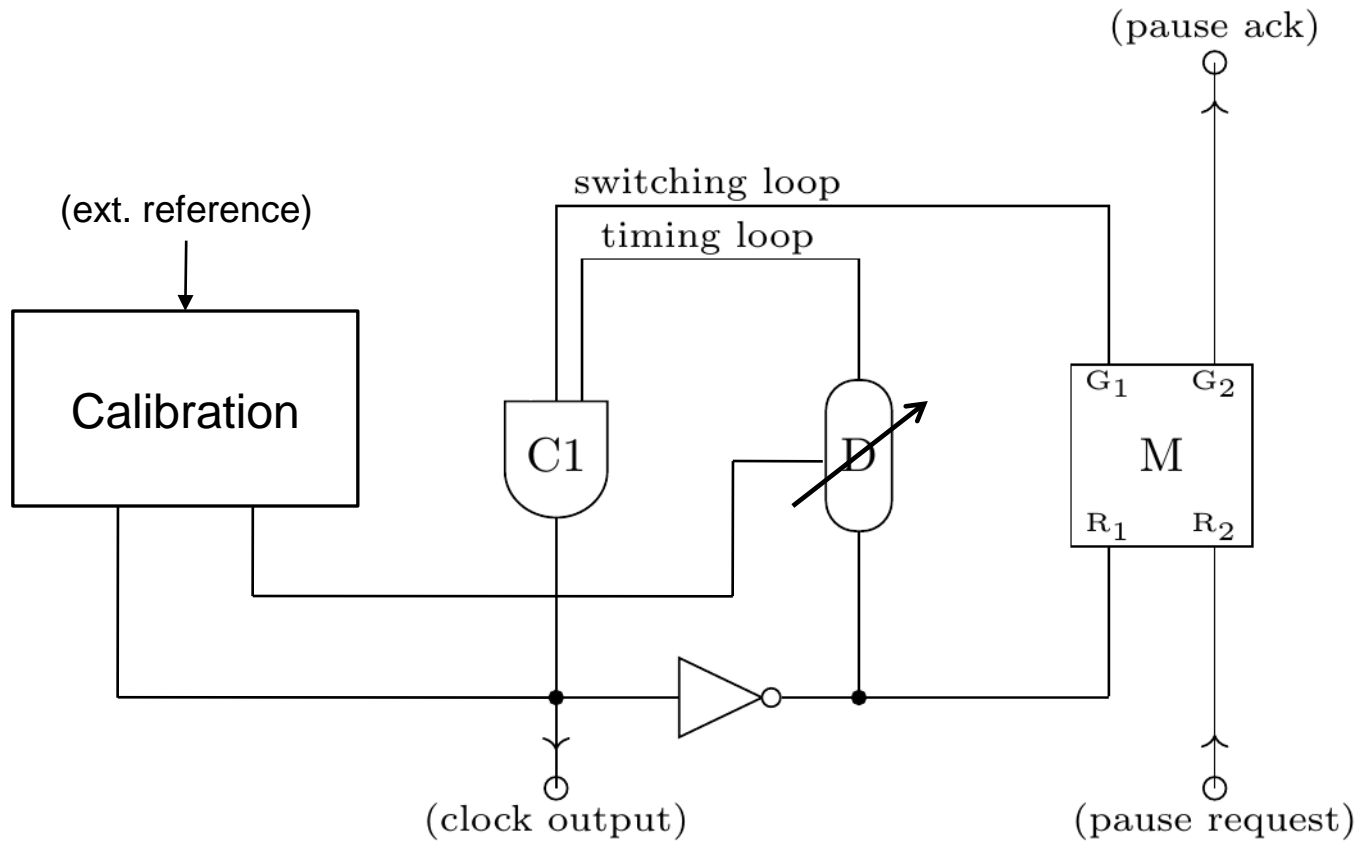 (pause ack)
switching loop
(ext. reference)
timing loop
Calibration
C1
D
G₁ G₂
M
R₁ R₂
(clock output)
(pause request)